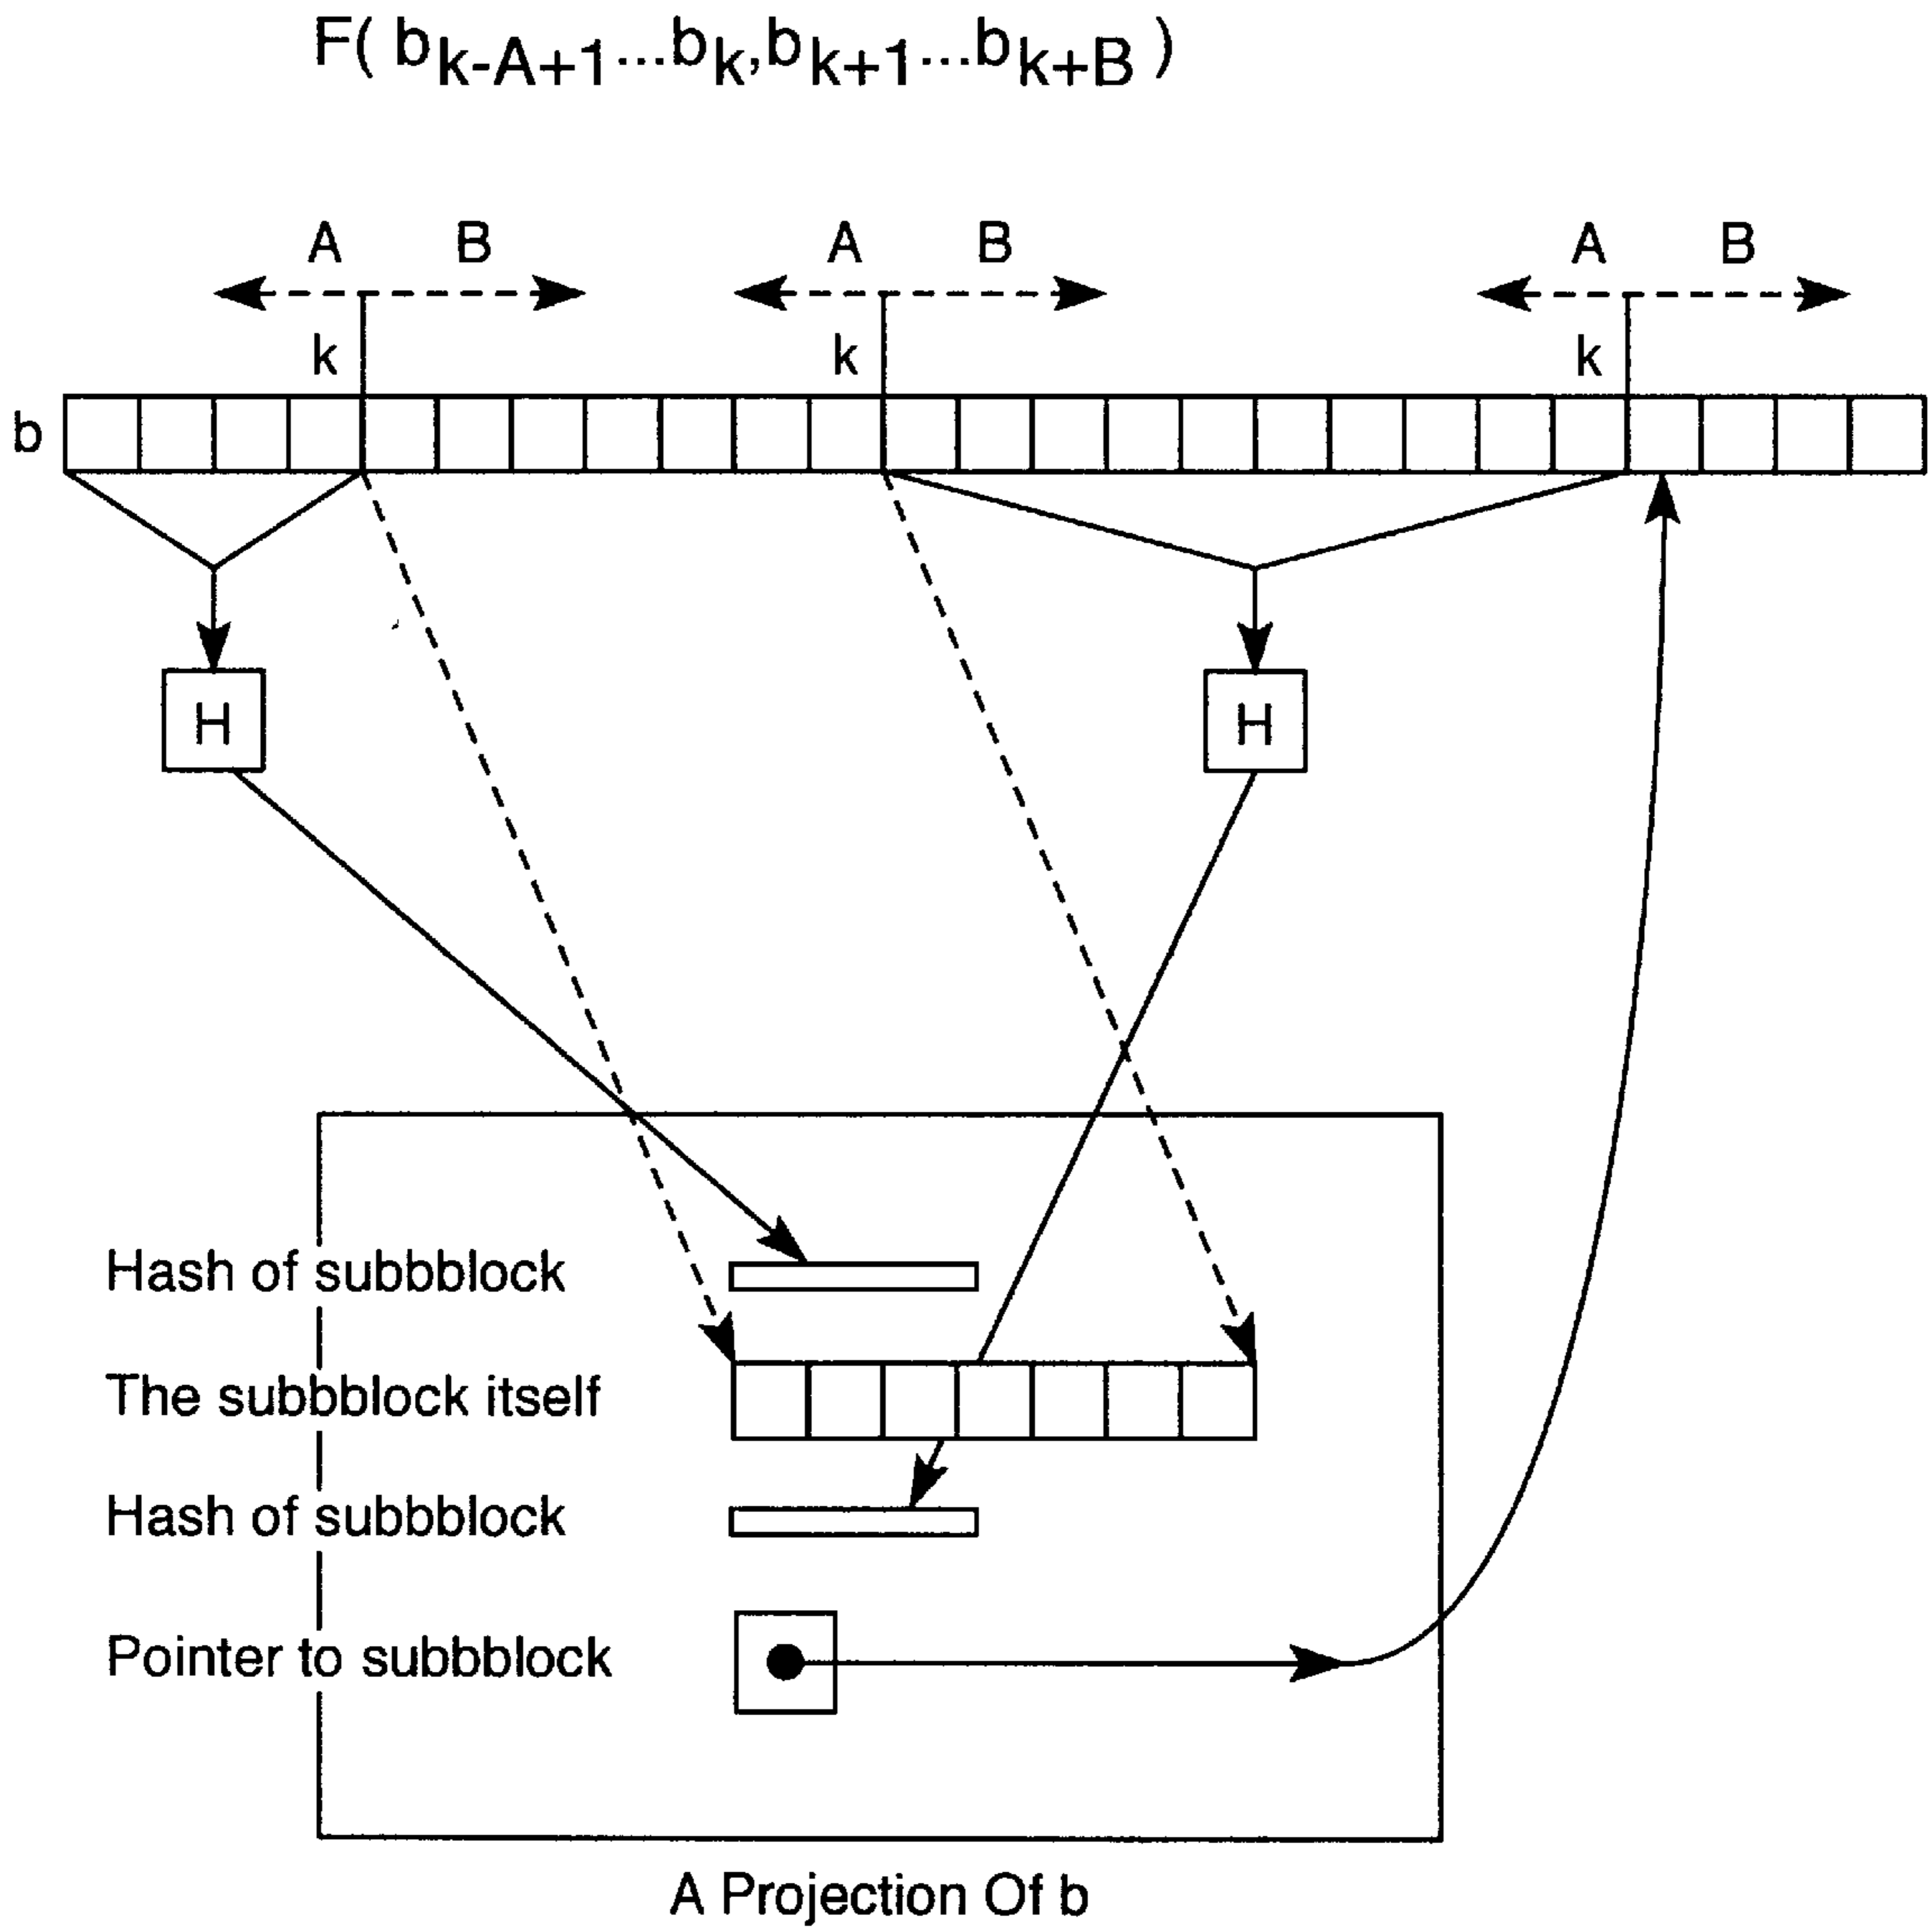 F( bk-A+1...bk,bk+1...bk+B )
A B A B A B
k k k
b
H H
Hash of subbblock
The subbblock itself
Hash of subbblock
Pointer to subbblock
A Projection Of b